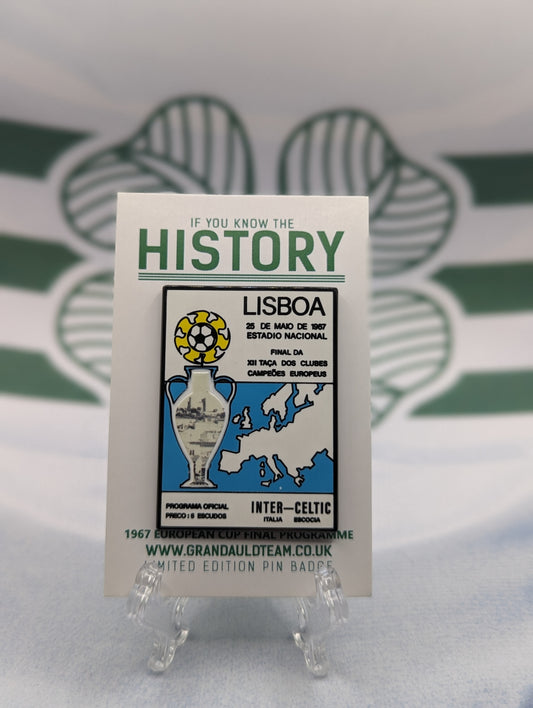 IF YOU KNOW THE
HISTORY
LISBOA
25 DE MAIO DE 1967
ESTADIO NACIONAL
FINAL DA
XII TAÇA DOS CLUBES
CAMPEÕES EUROPEUS
PROGRAMA OFICIAL
PRECO : 5 ESCUDOS
INTER—CELTIC
ITALIA ESCOCIA
1967 EUROPEAN CUP FINAL PROGRAMME
WWW.GRANDAULDTEAM.CO.UK
LIMITED EDITION PIN BADGE